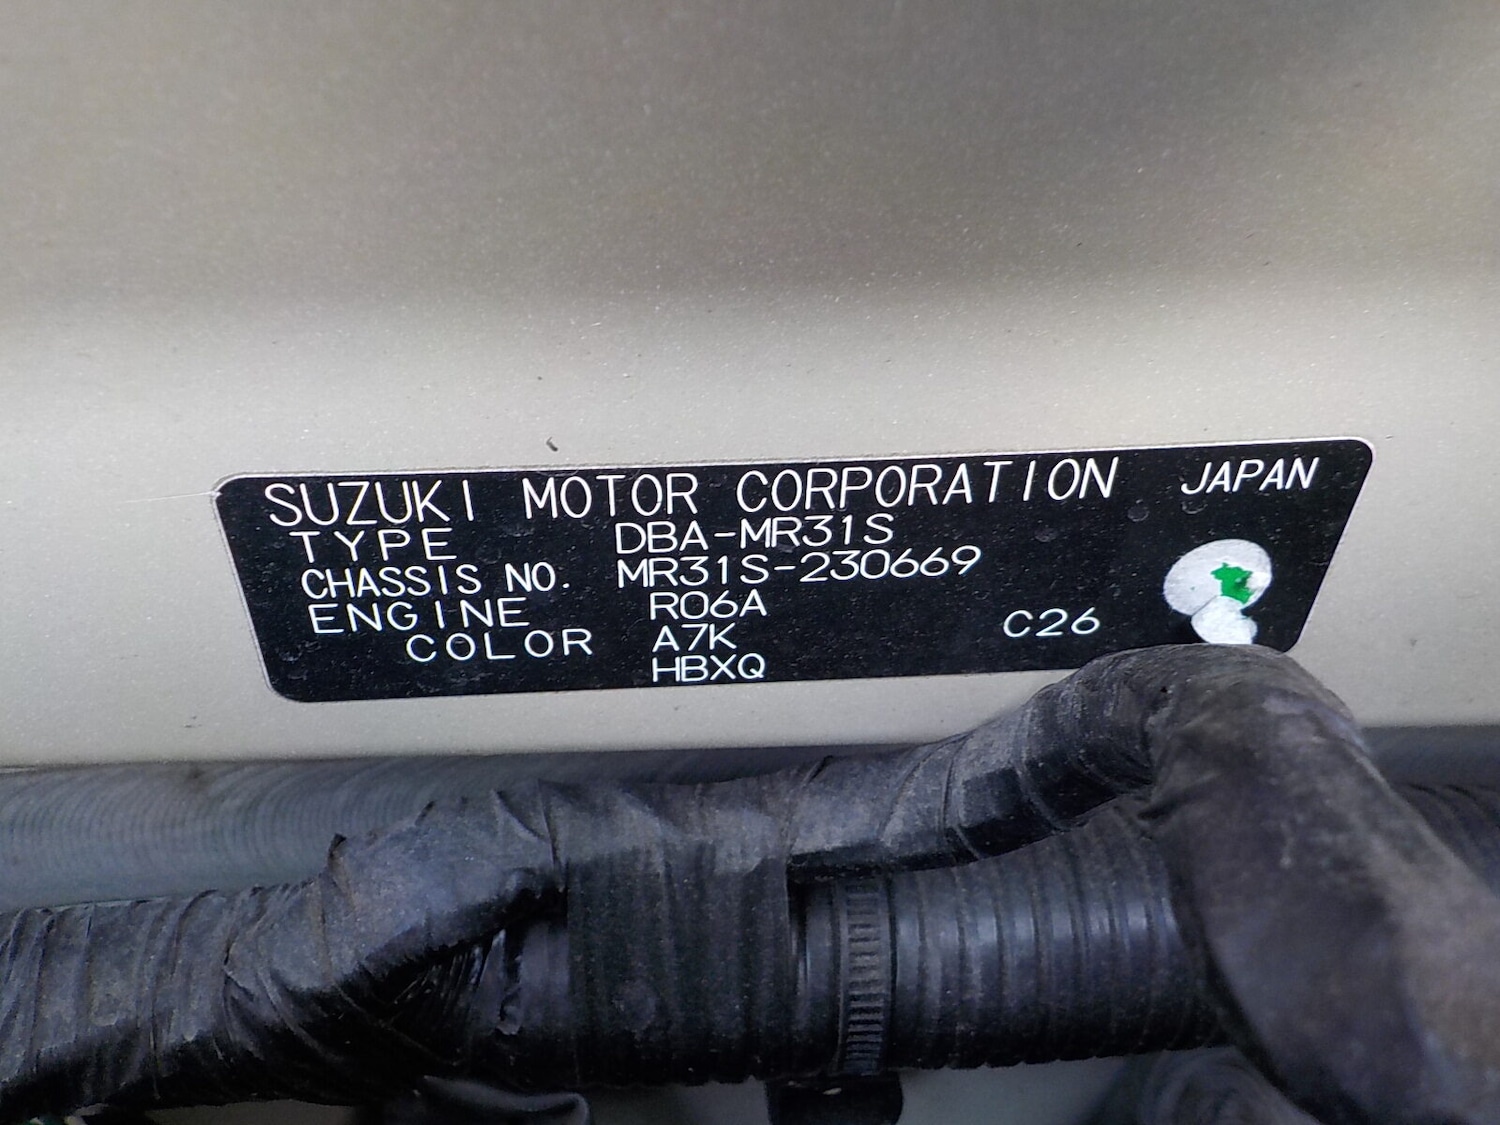 SUZUKI MOTOR CORPORATION JAPAN
TYPE DBA-MR31S
CHASSIS NO. MR31S-230669
ENGINE R06A
COLOR A7K C26
HBXQ